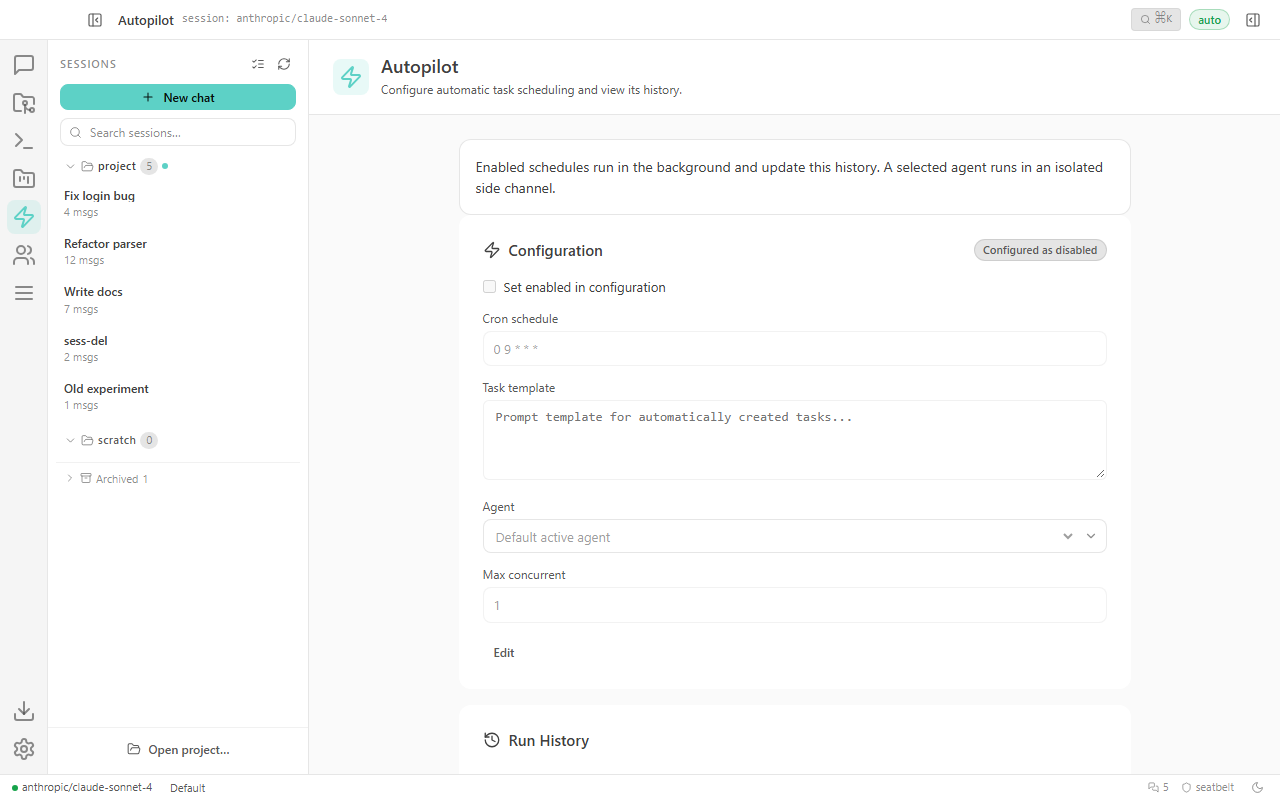 Autopilot session: anthropic/claude-sonnet-4
⌘K
auto
SESSIONS
New chat
Search sessions...
project 5
Fix login bug
4 msgs
Refactor parser
12 msgs
Write docs
7 msgs
sess-del
2 msgs
Old experiment
1 msgs
scratch 0
Archived 1
Open project...
Autopilot
Configure automatic task scheduling and view its history.
Enabled schedules run in the background and update this history. A selected agent runs in an isolated
side channel.
Configuration
Configured as disabled
Set enabled in configuration
Cron schedule
0 9 * * *
Task template
Prompt template for automatically created tasks...
Agent
Default active agent
Max concurrent
1
Edit
Run History
anthropic/claude-sonnet-4 Default
5 seatbelt